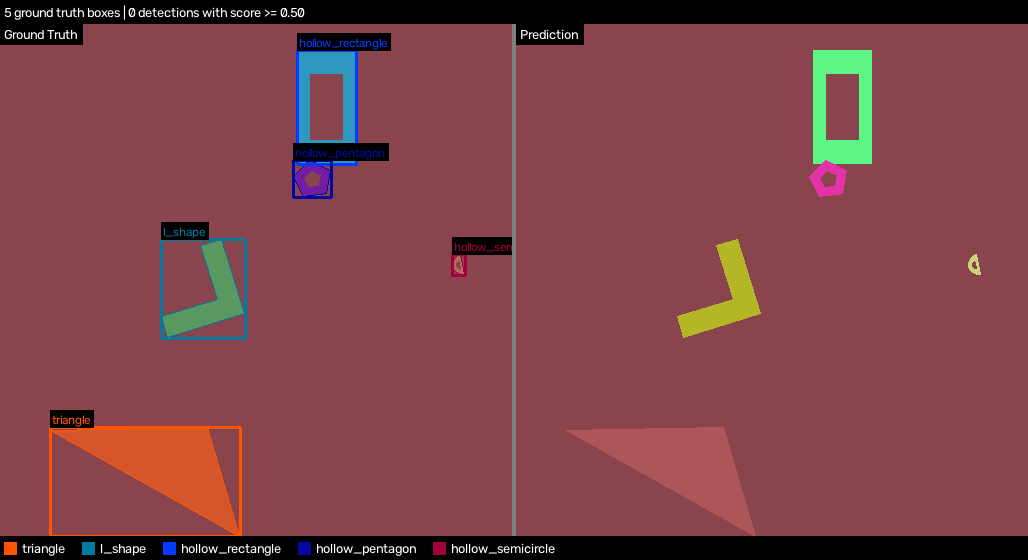 5 ground truth boxes | 0 detections with score >= 0.50
Ground Truth
Prediction
hollow_rectangle
hollow_pentagon
l_shape
hollow_sen
triangle
triangle
l_shape
hollow_rectangle
hollow_pentagon
hollow_semicircle